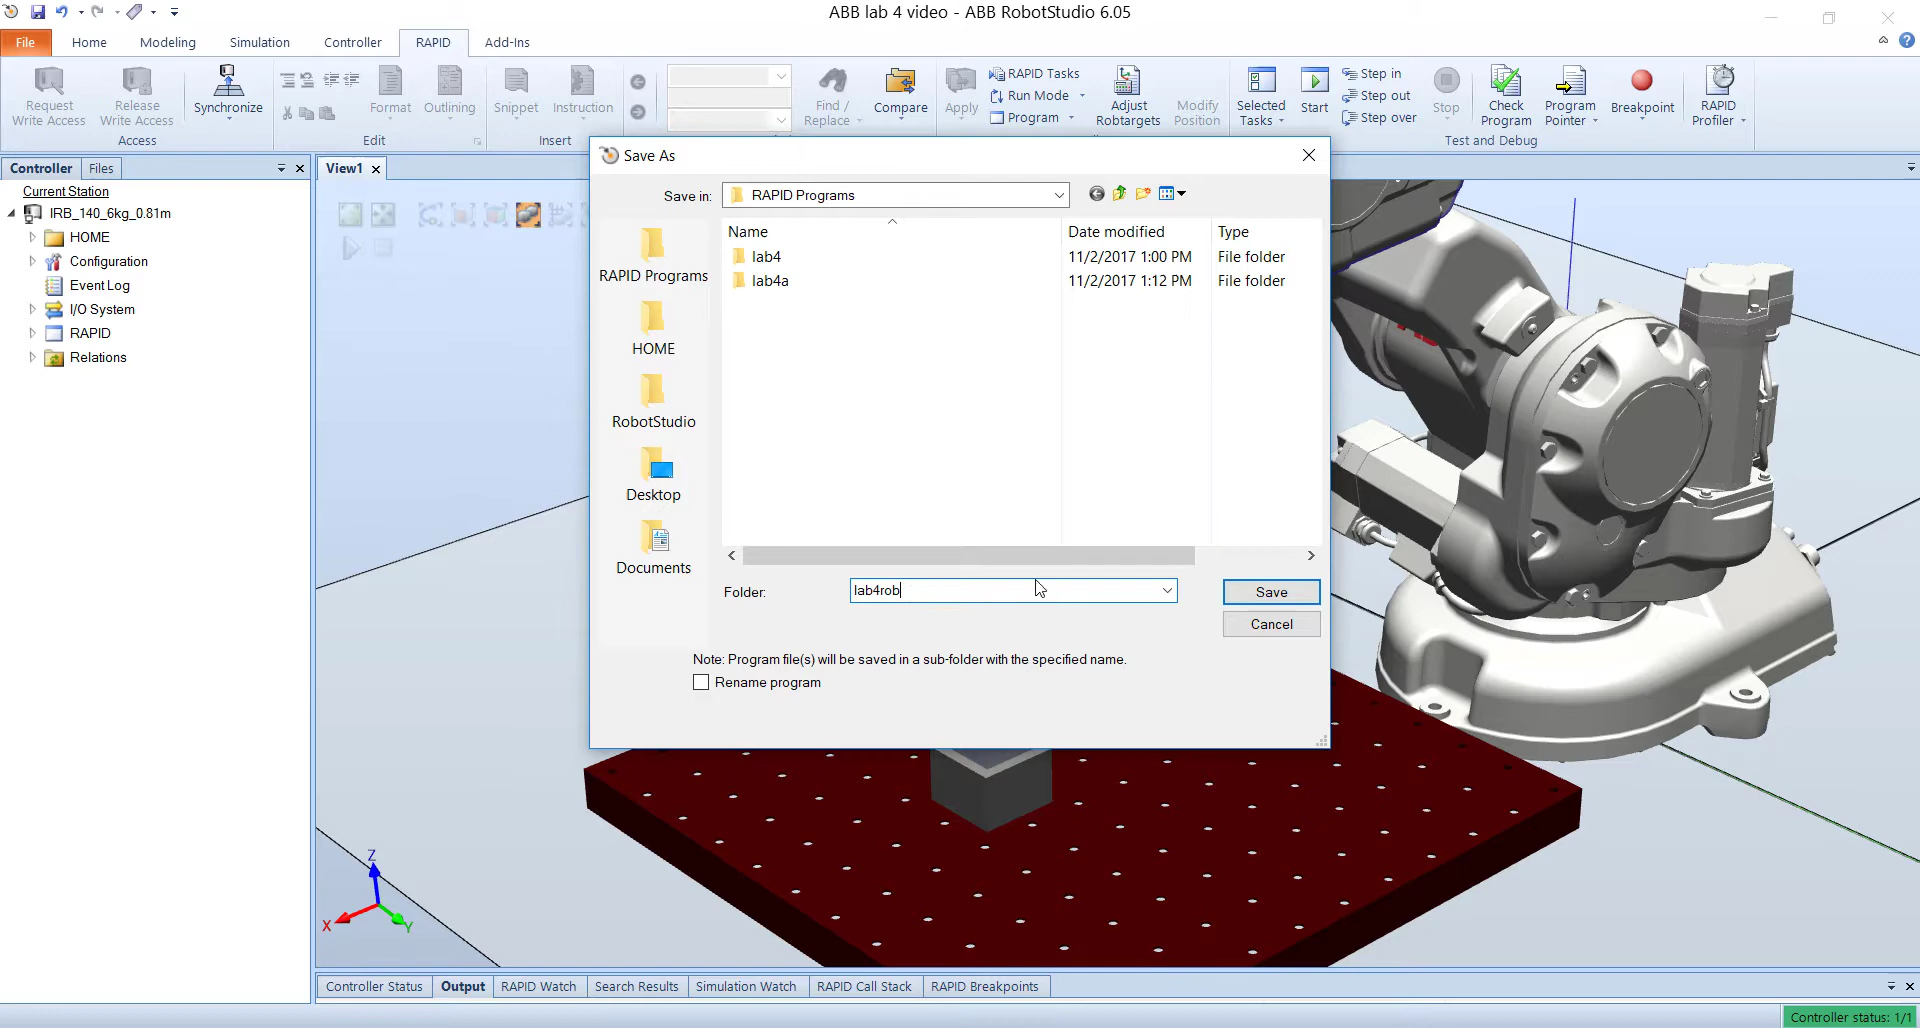 ABB lab 4 video - ABB RobotStudio 6.05
File
Home
Modeling
Simulation
Controller
RAPID
Add-Ins
Request
Write Access
Release
Write Access
Synchronize
Format
Outlining
Snippet
Instruction
Find /
Replace
Compare
Apply
RAPID Tasks
Run Mode
Program
Adjust
Robtargets
Modify
Position
Selected
Tasks
Start
Step in
Step out
Step over
Stop
Check
Program
Program
Pointer
Breakpoint
RAPID
Profiler
Access
Edit
Insert
Test and Debug
Controller
Files
Current Station
IRB_140_6kg_0.81m
HOME
Configuration
Event Log
I/O System
RAPID
Relations
View1
Save As
Save in:
RAPID Programs
RAPID Programs
HOME
RobotStudio
Desktop
Documents
Name Date modified Type
lab4 11/2/2017 1:00 PM File folder
lab4a 11/2/2017 1:12 PM File folder
Folder:
lab4rob
Save
Cancel
Note: Program file(s) will be saved in a sub-folder with the specified name.
Rename program
Z
X
Y
Controller Status
Output
RAPID Watch
Search Results
Simulation Watch
RAPID Call Stack
RAPID Breakpoints
Controller status: 1/1